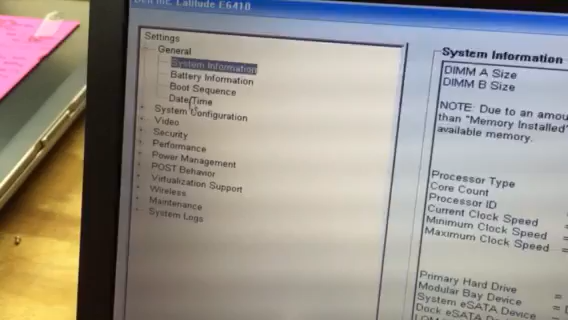 Dell Inc. Latitude E6410
Settings
General
System Information
Battery Information
Boot Sequence
Date/Time
System Configuration
Video
Security
Performance
Power Management
POST Behavior
Virtualization Support
Wireless
Maintenance
System Logs
System Information
DIMM A Size
DIMM B Size
NOTE: Due to an amou
than "Memory Installed"
available memory.
Processor Type
Core Count
Processor ID
Current Clock Speed =
Minimum Clock Speed =
Maximum Clock Speed =
Primary Hard Drive =
Modular Bay Device =
System eSATA Device =
Dock eSATA